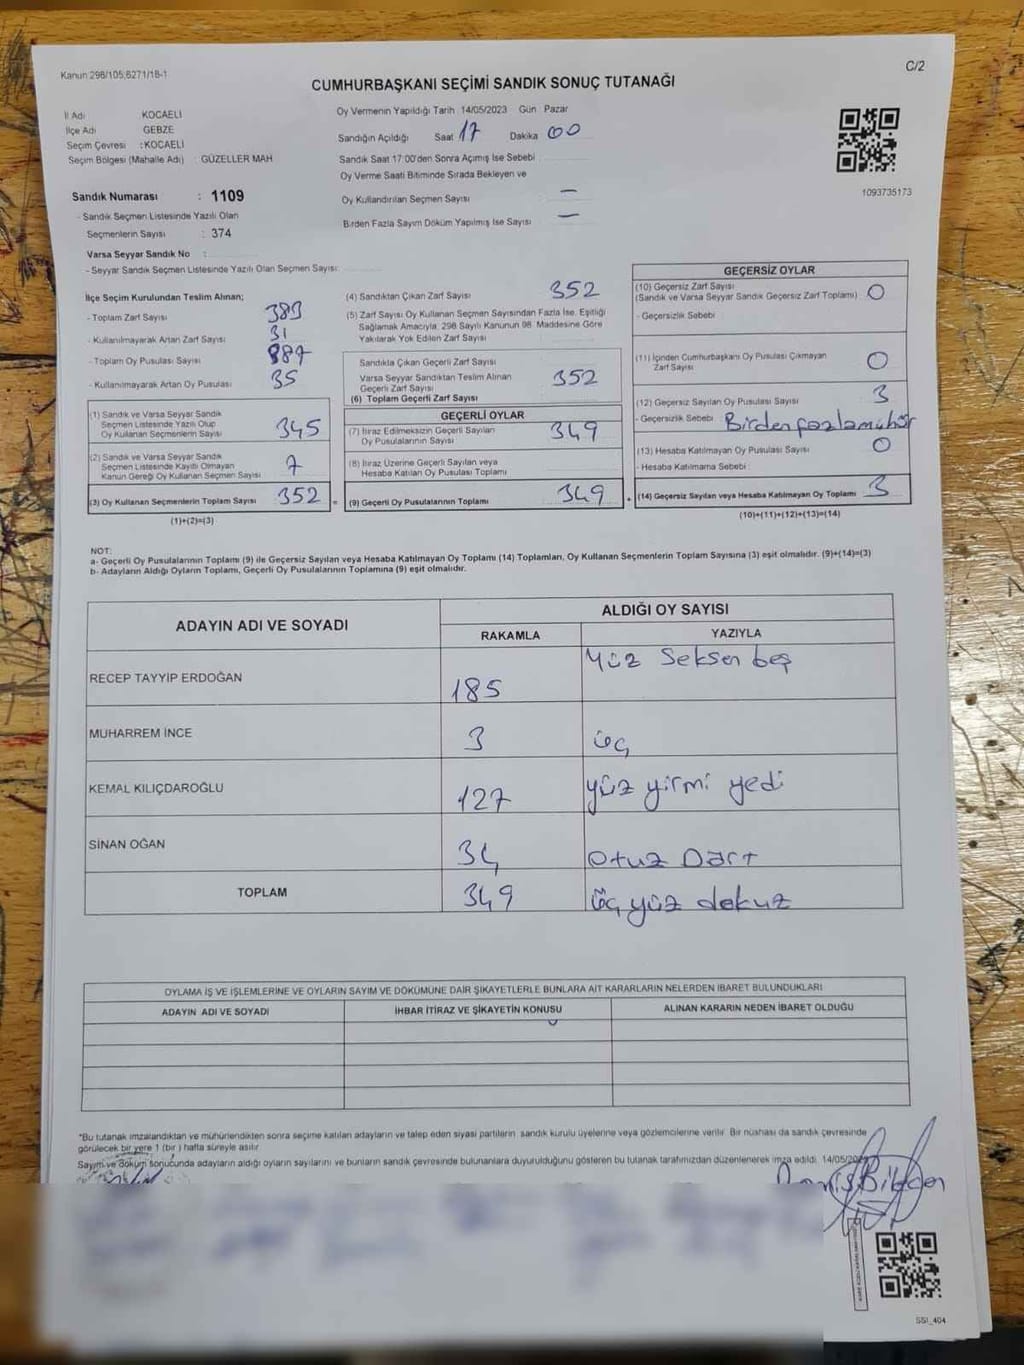 Kanun 298/105,6271/18-1
C/2
CUMHURBAŞKANI SEÇİMİ SANDIK SONUÇ TUTANAĞI
İl Adı KOCAELİ
İlçe Adı GEBZE
Seçim Çevresi :KOCAELİ
Seçim Bölgesi (Mahalle Adı) GÜZELLER MAH
Oy Vermenin Yapıldığı Tarih 14/05/2023 Gün Pazar
Sandığın Açıldığı Saat 17 Dakika 00
Sandık Saat 17:00'den Sonra Açımış İse Sebebi
Oy Verme Saati Bitiminde Sırada Bekleyen ve
Oy Kullandırılan Seçmen Sayısı —
Birden Fazla Sayım Döküm Yapılmış İse Sayısı —
1093735173
Sandık Numarası : 1109
- Sandık Seçmen Listesinde Yazılı Olan
Seçmenlerin Sayısı : 374
Varsa Seyyar Sandık No :
- Seyyar Sandık Seçmen Listesinde Yazılı Olan Seçmen Sayısı
İlçe Seçim Kurulundan Teslim Alınan;
- Toplam Zarf Sayısı 383
- Kullanılmayarak Artan Zarf Sayısı 31
- Toplam Oy Pusulası Sayısı 887
- Kullanılmayarak Artan Oy Pusulası 35
(1) Sandık ve Varsa Seyyar Sandık
Seçmen Listesinde Yazılı Olup
Oy Kullanan Seçmenlerin Sayısı 345
(2) Sandık ve Varsa Seyyar Sandık
Seçmen Listesinde Kayıtlı Olmayan
Kanun Gereği Oy Kullanan Seçmen Sayısı 7
(3) Oy Kullanan Seçmenlerin Toplam Sayısı 352
(1)+(2)=(3)
(4) Sandıktan Çıkan Zarf Sayısı 352
(5) Zarf Sayısı Oy Kullanan Seçmen Sayısından Fazla İse, Eşitliği
Sağlamak Amacıyla, 298 Sayılı Kanunun 98. Maddesine Göre
Yakılarak Yok Edilen Zarf Sayısı
Sandıkta Çıkan Geçerli Zarf Sayısı
Varsa Seyyar Sandıktan Teslim Alınan
Geçerli Zarf Sayısı
(6) Toplam Geçerli Zarf Sayısı 352
GEÇERLİ OYLAR
(7) İtiraz Edilmeksizin Geçerli Sayılan
Oy Pusulalarının Sayısı 349
(8) İtiraz Üzerine Geçerli Sayılan veya
Hesaba Katılan Oy Pusulası Toplamı
= (9) Geçerli Oy Pusulalarının Toplamı 349
GEÇERSİZ OYLAR
(10) Geçersiz Zarf Sayısı
(Sandık ve Varsa Seyyar Sandık Geçersiz Zarf Toplamı) 0
- Geçersizlik Sebebi
(11) İçinden Cumhurbaşkanı Oy Pusulası Çıkmayan
Zarf Sayısı 0
(12) Geçersiz Sayılan Oy Pusulası Sayısı 3
- Geçersizlik Sebebi Birden fazla mühür
(13) Hesaba Katılmayan Oy Pusulası Sayısı 0
- Hesaba Katılmama Sebebi
+ (14) Geçersiz Sayılan veya Hesaba Katılmayan Oy Toplamı 3
(10)+(11)+(12)+(13)=(14)
NOT:
a- Geçerli Oy Pusulalarının Toplamı (9) ile Geçersiz Sayılan veya Hesaba Katılmayan Oy Toplamı (14) Toplamları, Oy Kullanan Seçmenlerin Toplam Sayısına (3) eşit olmalıdır. (9)+(14)=(3)
b- Adayların Aldığı Oyların Toplamı, Geçerli Oy Pusulalarının Toplamına (9) eşit olmalıdır.
ADAYIN ADI VE SOYADI
ALDIĞI OY SAYISI
RAKAMLA YAZIYLA
RECEP TAYYİP ERDOĞAN 185 Yüz Seksen beş
MUHARREM İNCE 3 üç
KEMAL KILIÇDAROĞLU 127 yüz yirmi yedi
SİNAN OĞAN 34 Otuz Dört
TOPLAM 349 üç yüz dokuz
OYLAMA İŞ VE İŞLEMLERİNE VE OYLARIN SAYIM VE DÖKÜMÜNE DAİR ŞİKAYETLERLE BUNLARA AİT KARARLARIN NELERDEN İBARET BULUNDUKLARI
ADAYIN ADI VE SOYADI İHBAR İTİRAZ VE ŞİKAYETİN KONUSU ALINAN KARARIN NEDEN İBARET OLDUĞU
*Bu tutanak imzalandıktan ve mühürlendikten sonra seçime katılan adayların ve talep eden siyasi partilerin sandık kurulu üyelerine veya gözlemcilerine verilir. Bir nüshası da sandık çevresinde
görülecek bir yere 1 (bir) hafta süreyle asılır
Sayım ve döküm sonucunda adayların aldığı oyların sayılarını ve bunların sandık çevresinde bulunanlara duyurulduğunu gösteren bu tutanak tarafımızdan düzenlenerek imza edildi. 14/05/20
SSI_404